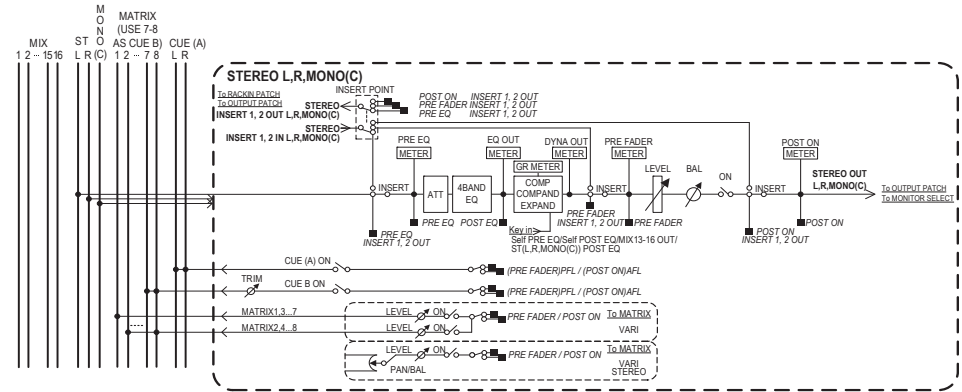 MONO
MATRIX
(USE 7-8
MIX ST (C) AS CUE B) CUE (A)
1 2 ··· 15 16 L R 1 2 ··· 7 8 L R
STEREO L,R,MONO(C)
INSERT POINT
To RACKIN PATCH
To OUTPUT PATCH
STEREO
INSERT 1, 2 OUT L,R,MONO(C)
POST ON INSERT 1, 2 OUT
PRE FADER INSERT 1, 2 OUT
PRE EQ INSERT 1, 2 OUT
STEREO
INSERT 1, 2 IN L,R,MONO(C)
PRE EQ EQ OUT DYNA OUT PRE FADER POST ON
METER METER METER METER METER
GR METER
LEVEL BAL ON
STEREO OUT
L,R,MONO(C)
To OUTPUT PATCH
To MONITOR SELECT
INSERT ATT 4BAND
EQ
COMP
COMPAND
EXPAND
INSERT INSERT
PRE EQ POST EQ
PRE FADER
INSERT 1, 2 OUT
PRE FADER
POST ON
PRE EQ
INSERT 1, 2 OUT
Key in
Self PRE EQ/Self POST EQ/MIX13-16 OUT/
ST(L,R,MONO(C)) POST EQ
POST ON
INSERT 1, 2 OUT
CUE (A) ON
(PRE FADER)PFL / (POST ON)AFL
TRIM
CUE B ON
(PRE FADER)PFL / (POST ON)AFL
MATRIX1,3...7 LEVEL ON PRE FADER / POST ON To MATRIX
MATRIX2,4...8 LEVEL ON VARI
LEVEL ON PRE FADER / POST ON To MATRIX
PAN/BAL
VARI
STEREO